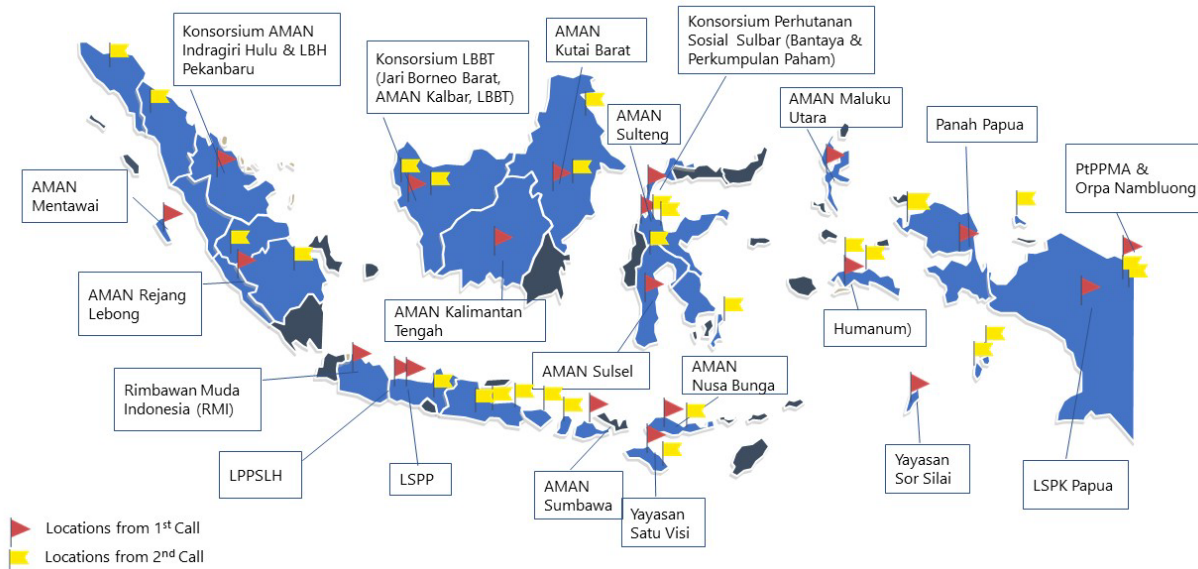 Konsorsium AMAN
Indragiri Hulu & LBH
Pekanbaru
Konsorsium LBBT
(Jari Borneo Barat,
AMAN Kalbar, LBBT)
AMAN
Kutai Barat
Konsorsium Perhutanan
Sosial Sulbar (Bantaya &
Perkumpulan Paham)
AMAN
Sulteng
AMAN Maluku
Utara
Panah Papua
PtPPMA &
Orpa Nambluong
AMAN
Mentawai
AMAN Rejang
Lebong
AMAN Kalimantan
Tengah
Humanum)
Rimbawan Muda
Indonesia (RMI)
AMAN Sulsel
AMAN
Nusa Bunga
LPPSLH
LSPP
AMAN
Sumbawa
Yayasan
Satu Visi
Yayasan
Sor Silai
LSPK Papua
Locations from 1st Call
Locations from 2nd Call